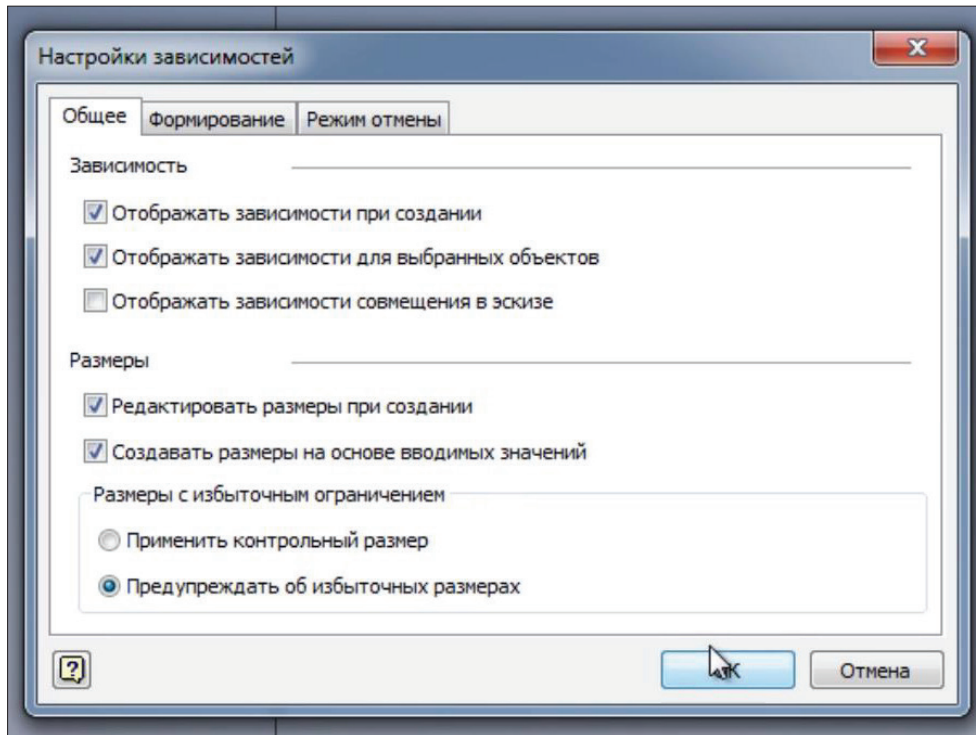 Настройки зависимостей
Общее Формирование Режим отмены
Зависимость
Отображать зависимости при создании
Отображать зависимости для выбранных объектов
Отображать зависимости совмещения в эскизе
Размеры
Редактировать размеры при создании
Создавать размеры на основе вводимых значений
Размеры с избыточным ограничением
Применить контрольный размер
Предупреждать об избыточных размерах
Отмена